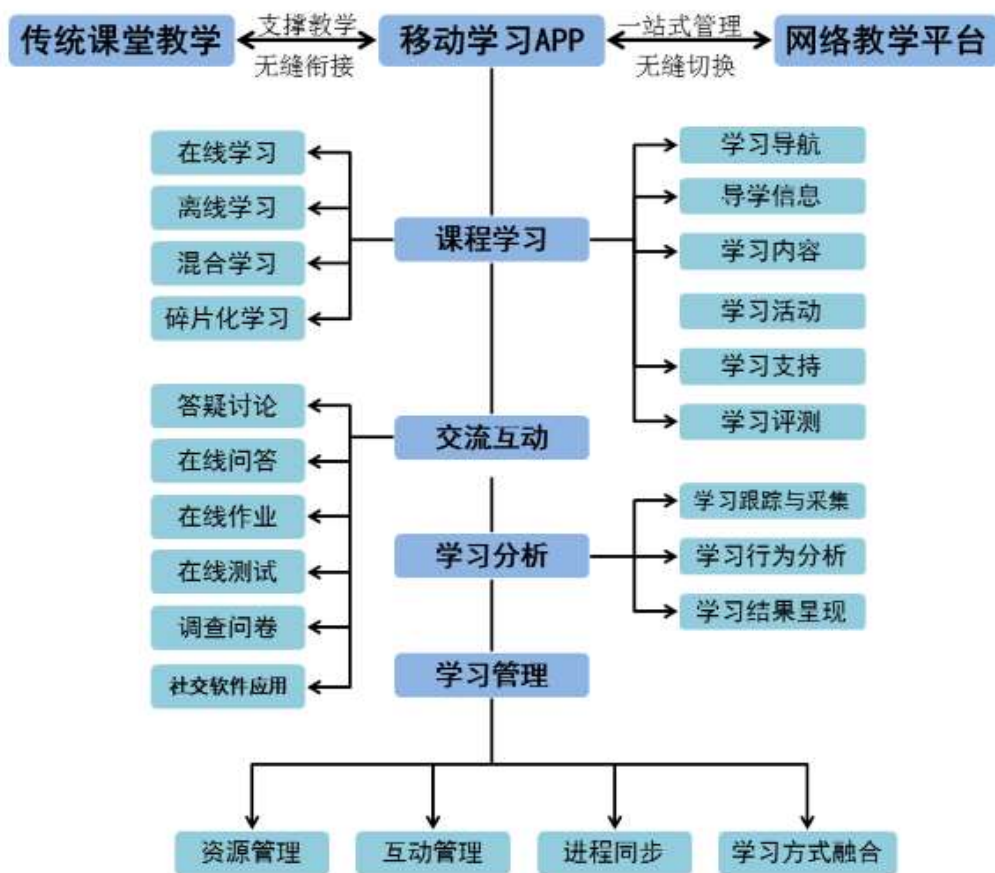 传统课堂教学
支撑教学
无缝衔接
移动学习APP
一站式管理
无缝切换
网络教学平台
在线学习
离线学习
混合学习
碎片化学习
课程学习
学习导航
导学信息
学习内容
学习活动
学习支持
学习评测
答疑讨论
在线问答
在线作业
在线测试
调查问卷
社交软件应用
交流互动
学习分析
学习跟踪与采集
学习行为分析
学习结果呈现
学习管理
资源管理
互动管理
进程同步
学习方式融合